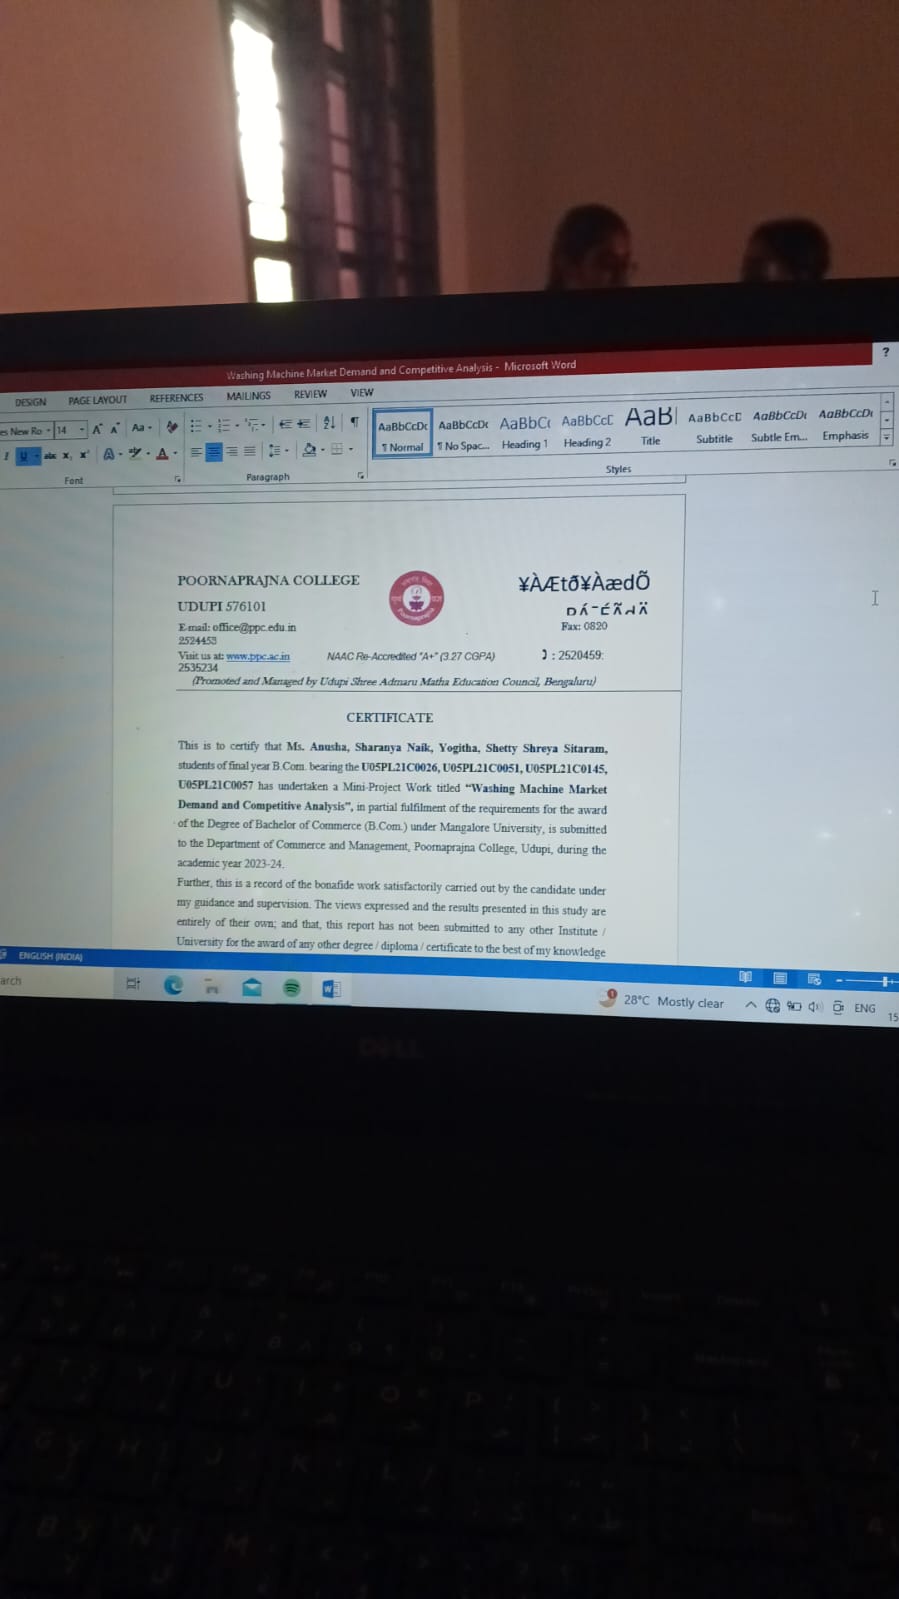 Washing Machine Market Demand and Competitive Analysis - Microsoft Word
?
DESIGN PAGE LAYOUT REFERENCES MAILINGS REVIEW VIEW
es New Ro 14 Aa
AaBbCcDc AaBbCcDc AaBbC( AaBbCcD AaB AaBbCcD AaBbCcDc AaBbCcDc
¶ Normal ¶ No Spac... Heading 1 Heading 2 Title Subtitle Subtle Em... Emphasis
Font Paragraph Styles
POORNAPRAJNA COLLEGE ¥ÀÆtð¥ÀædÕ
UDUPI 576101
E-mail: office@ppc.edu.in Fax: 0820
2524453
Visit us at: www.ppc.ac.in NAAC Re-Accredited "A+" (3.27 CGPA) : 2520459:
2535234
(Promoted and Managed by Udupi Shree Admaru Matha Education Council, Bengaluru)
CERTIFICATE
This is to certify that Ms. Anusha, Sharanya Naik, Yogitha, Shetty Shreya Sitaram,
students of final year B.Com. bearing the U05PL21C0026, U05PL21C0051, U05PL21C0145,
U05PL21C0057 has undertaken a Mini-Project Work titled “Washing Machine Market
Demand and Competitive Analysis”, in partial fulfilment of the requirements for the award
of the Degree of Bachelor of Commerce (B.Com.) under Mangalore University, is submitted
to the Department of Commerce and Management, Poornaprajna College, Udupi, during the
academic year 2023-24.
Further, this is a record of the bonafide work satisfactorily carried out by the candidate under
my guidance and supervision. The views expressed and the results presented in this study are
entirely of their own; and that, this report has not been submitted to any other Institute /
University for the award of any other degree / diploma / certificate to the best of my knowledge
ENGLISH (INDIA)
arch 28°C Mostly clear ENG
15
DELL